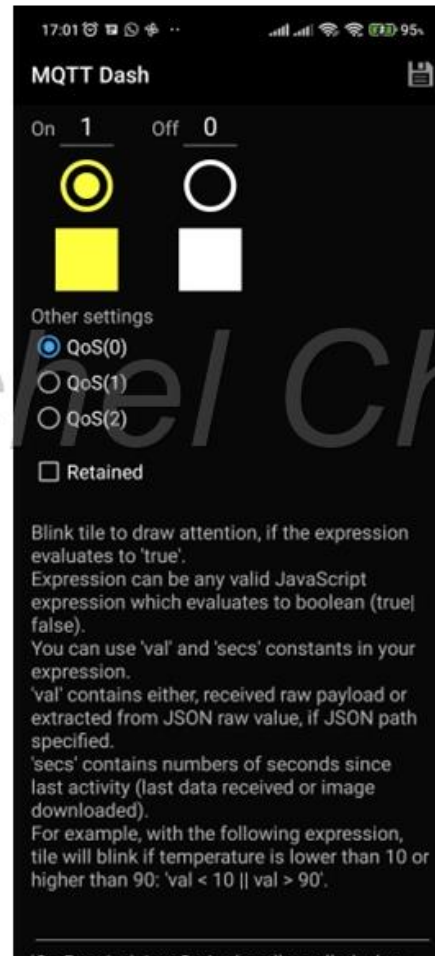 17:01
95%
MQTT Dash
On 1 Off 0
Other settings
QoS(0)
QoS(1)
QoS(2)
Retained
Blink tile to draw attention, if the expression
evaluates to 'true'.
Expression can be any valid JavaScript
expression which evaluates to boolean (true|
false).
You can use 'val' and 'secs' constants in your
expression.
'val' contains either, received raw payload or
extracted from JSON raw value, if JSON path
specified.
'secs' contains numbers of seconds since
last activity (last data received or image
downloaded).
For example, with the following expression,
tile will blink if temperature is lower than 10 or
higher than 90: 'val < 10 || val > 90'.